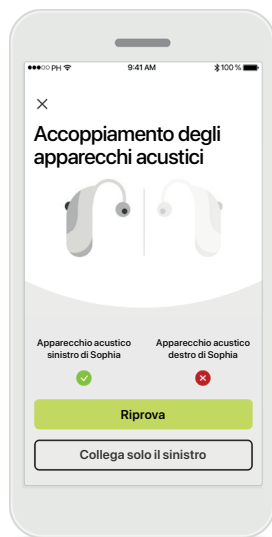 PH 9:41 AM 100 %
Accoppiamento degli
apparecchi acustici
Apparecchio acustico
sinistro di Sophia
Apparecchio acustico
destro di Sophia
Riprova
Collega solo il sinistro